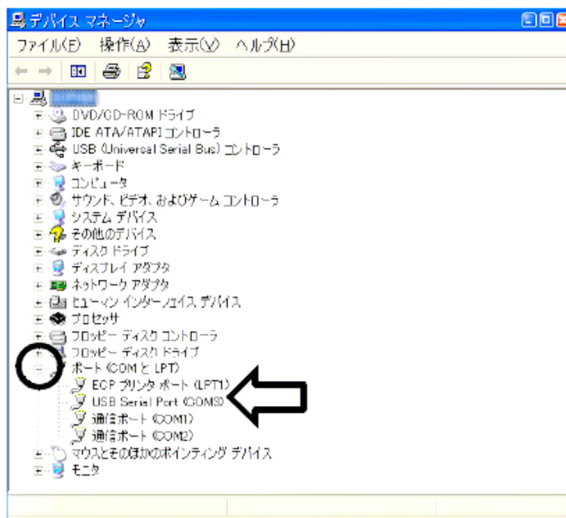 デバイス マネージャ
ファイル(F) 操作(A) 表示(V) ヘルプ(H)
DVD/CD-ROM ドライブ
IDE ATA/ATAPI コントローラ
USB (Universal Serial Bus) コントローラ
キーボード
コンピュータ
サウンド、ビデオ、およびゲーム コントローラ
システム デバイス
その他のデバイス
ディスク ドライブ
ディスプレイ アダプタ
ネットワーク アダプタ
ヒューマン インターフェイス デバイス
プロセッサ
フロッピー ディスク コントローラ
フロッピー ディスク ドライブ
ポート (COM と LPT)
ECP プリンタ ポート (LPT1)
USB Serial Port (COM3)
通信ポート (COM1)
通信ポート (COM2)
マウスとそのほかのポインティング デバイス
モニタ